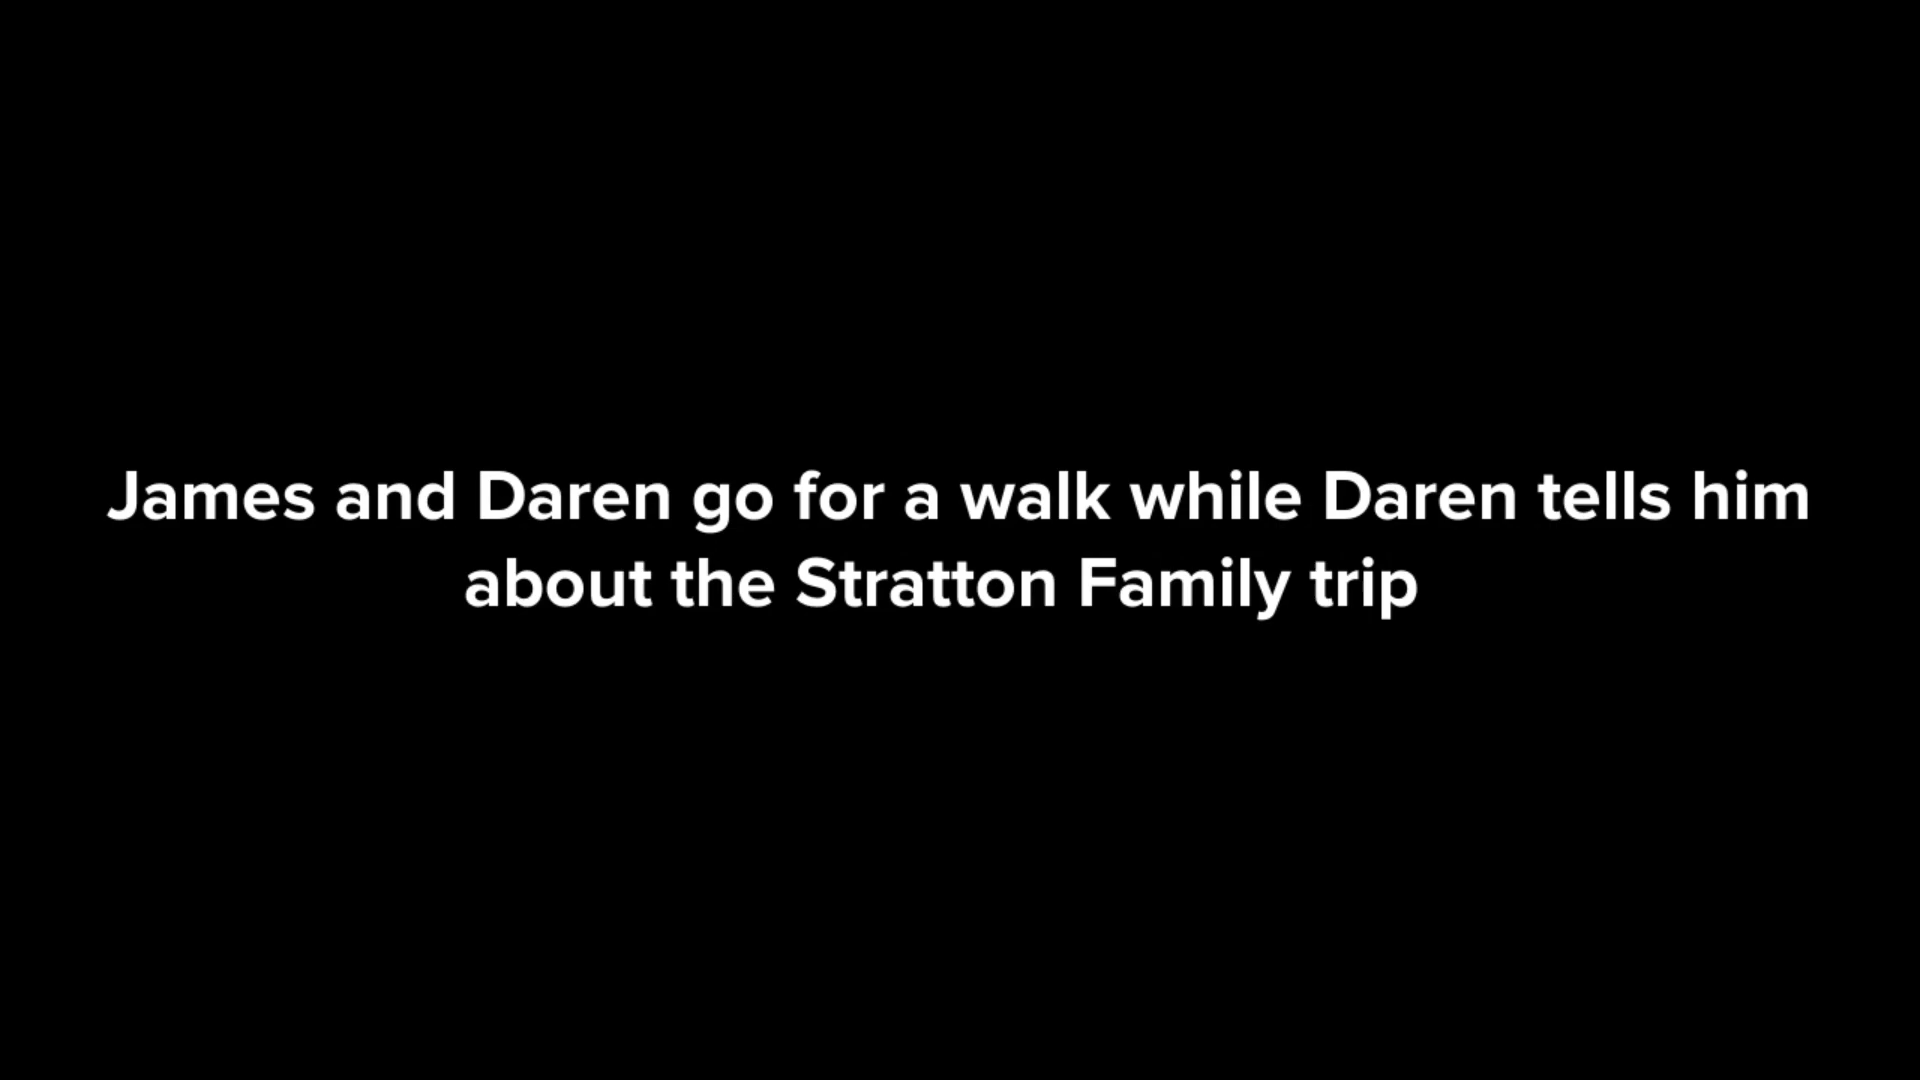 James and Daren go for a walk while Daren tells him
about the Stratton Family trip